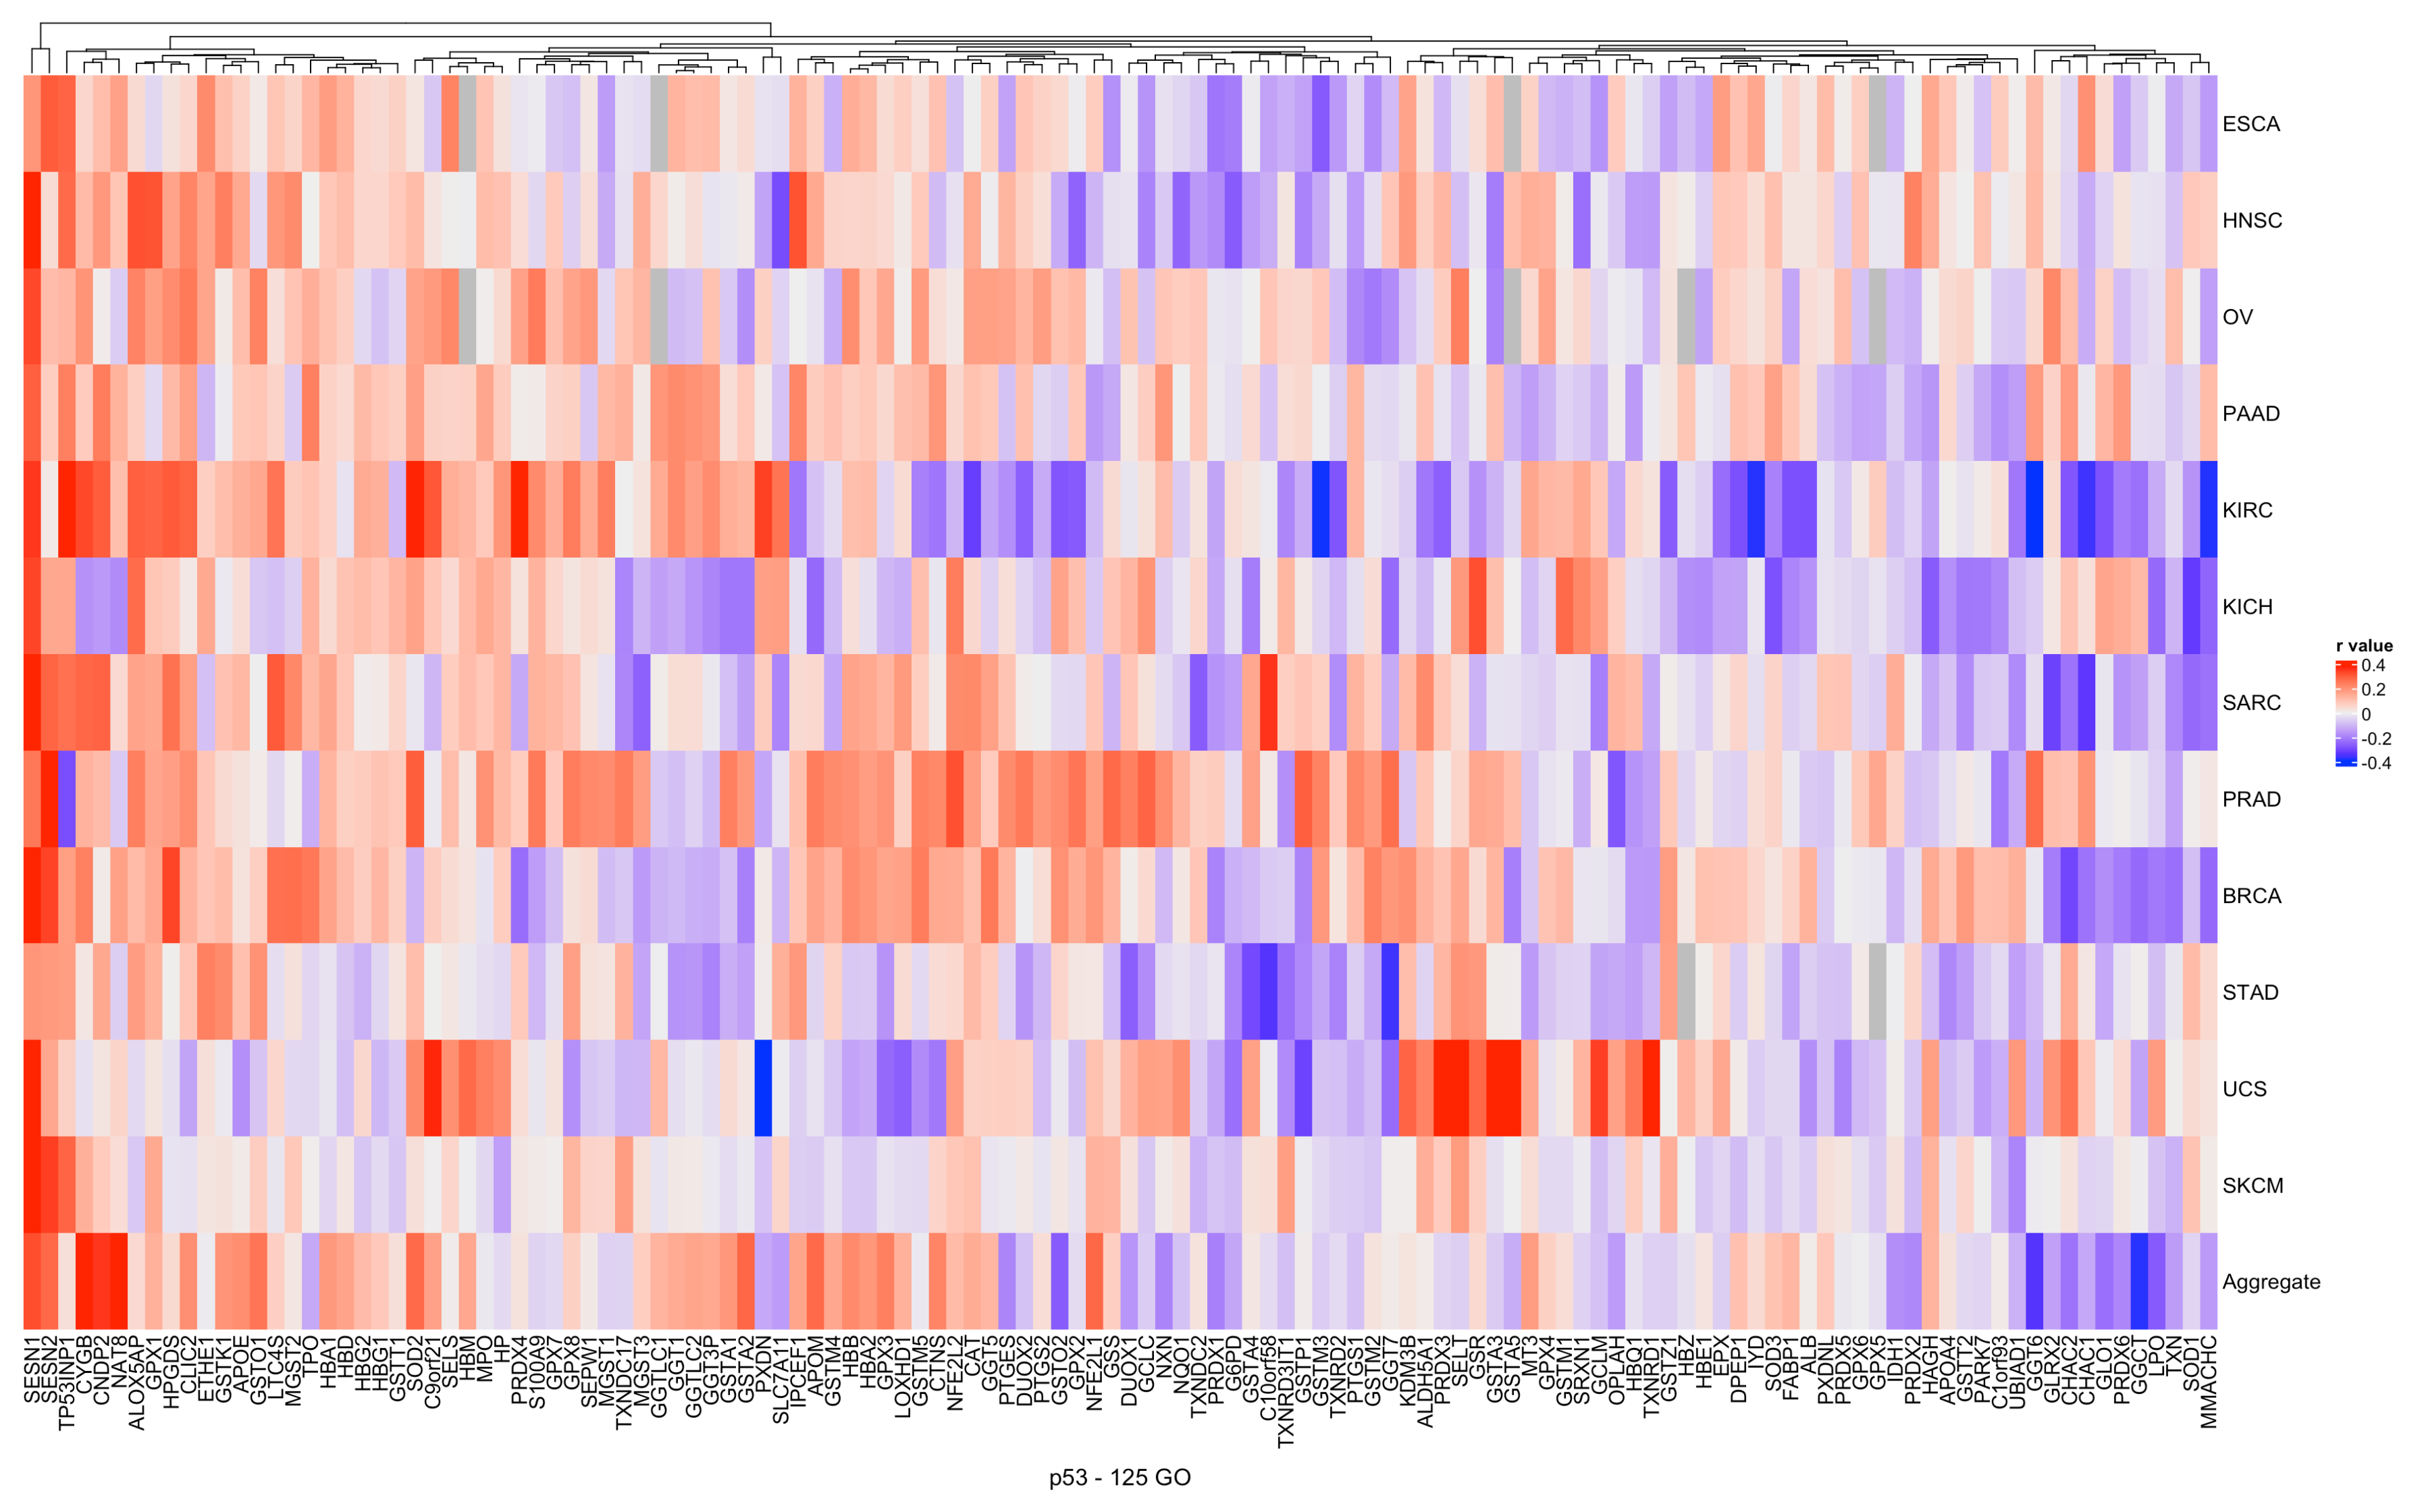 ESCA
HNSC
OV
PAAD
KIRC
KICH
SARC
PRAD
BRCA
STAD
UCS
SKCM
Aggregate
r value
0.4
0.2
0
-0.2
-0.4
SESN1
SESN2
TP53INP1
CYGB
CNDP2
NAT8
ALOX5AP
GPX1
HPGDS
CLIC2
ETHE1
GSTK1
APOE
GSTO1
LTC4S
MGST2
TPO
HBA1
HBD
HBG2
HBG1
GSTT1
SOD2
C9orf21
SELS
HBM
MPO
HP
PRDX4
S100A9
GPX7
GPX8
SEPW1
MGST1
TXNDC17
MGST3
GGTLC1
GGT1
GGTLC2
GGT3P
GSTA1
GSTA2
PXDN
SLC7A11
IPCEF1
APOM
GSTM4
HBB
HBA2
GPX3
LOXHD1
GSTM5
CTNS
NFE2L2
CAT
GGT5
PTGES
DUOX2
PTGS2
GSTO2
GPX2
NFE2L1
GSS
DUOX1
GCLC
NXN
NQO1
TXNDC2
PRDX1
G6PD
GSTA4
C10orf58
TXNRD3IT1
GSTP1
GSTM3
TXNRD2
PTGS1
GSTM2
GGT7
KDM3B
ALDH5A1
PRDX3
SELT
GSR
GSTA3
GSTA5
MT3
GPX4
GSTM1
SRXN1
GCLM
OPLAH
HBQ1
TXNRD1
GSTZ1
HBZ
HBE1
EPX
DPEP1
IYD
SOD3
FABP1
ALB
PXDNL
PRDX5
GPX6
GPX5
IDH1
PRDX2
HAGH
APOA4
GSTT2
PARK7
C1orf93
UBIAD1
GGT6
GLRX2
CHAC2
CHAC1
GLO1
PRDX6
GGCT
LPO
TXN
SOD1
MMACHC
p53 - 125 GO